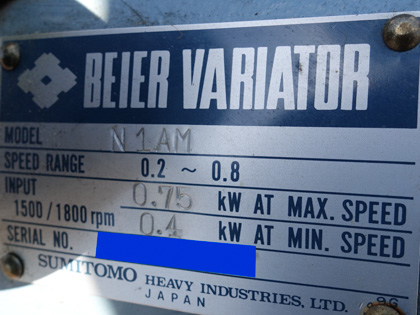 BEIER VARIATOR
MODEL N1AM
SPEED RANGE 0.2 ~ 0.8
INPUT 0.75 kW AT MAX. SPEED
1500/1800 rpm 0.4 kW AT MIN. SPEED
SERIAL NO.
SUMITOMO HEAVY INDUSTRIES, LTD.
JAPAN